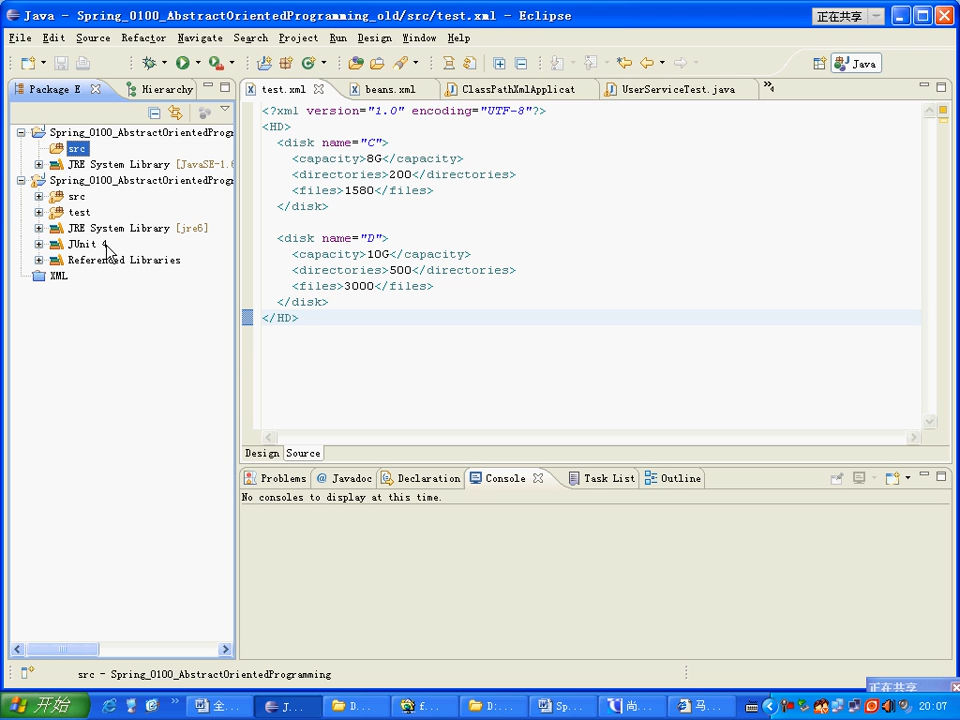 Java - Spring_0100_AbstractOrientedProgramming_old/src/test.xml - Eclipse
正在共享
File Edit Source Refactor Navigate Search Project Run Design Window Help
Java
Package E Hierarchy
test.xml beans.xml ClassPathXmlApplicat UserServiceTest.java
Spring_0100_AbstractOrientedProgr
src
JRE System Library [JavaSE-1.6
Spring_0100_AbstractOrientedProgr
src
test
JRE System Library [jre6]
JUnit 4
Referenced Libraries
XML
<?xml version="1.0" encoding="UTF-8"?>
<HD>
<disk name="C">
<capacity>8G</capacity>
<directories>200</directories>
<files>1580</files>
</disk>
<disk name="D">
<capacity>10G</capacity>
<directories>500</directories>
<files>3000</files>
</disk>
</HD>
Design Source
Problems Javadoc Declaration Console Task List Outline
No consoles to display at this time.
src - Spring_0100_AbstractOrientedProgramming
正在共享
开始 全... J... D... f... D:... Sp... 尚... 马... 20:07